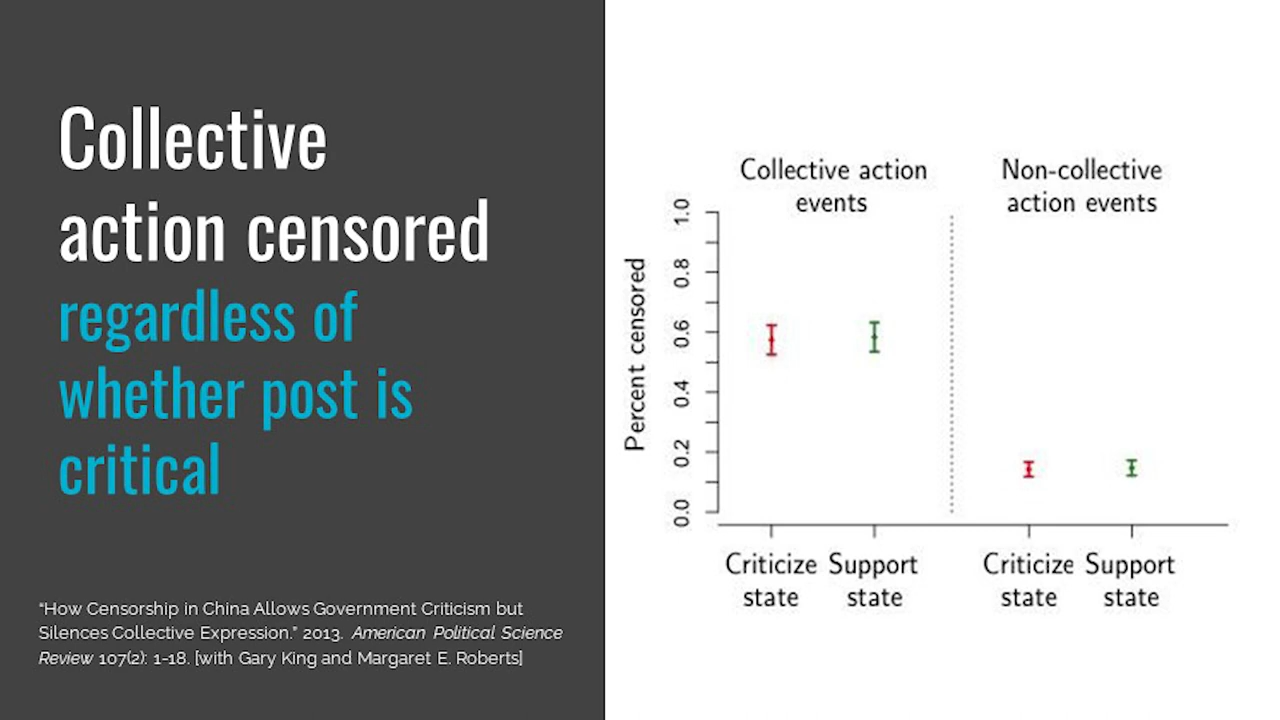 Collective
action censored
regardless of
whether post is
critical
“How Censorship in China Allows Government Criticism but
Silences Collective Expression.” 2013. American Political Science
Review 107(2): 1-18. [with Gary King and Margaret E. Roberts]
Collective action
events
Non-collective
action events
Percent censored
1.0
0.8
0.6
0.4
0.2
0.0
Criticize
state
Support
state
Criticize
state
Support
state